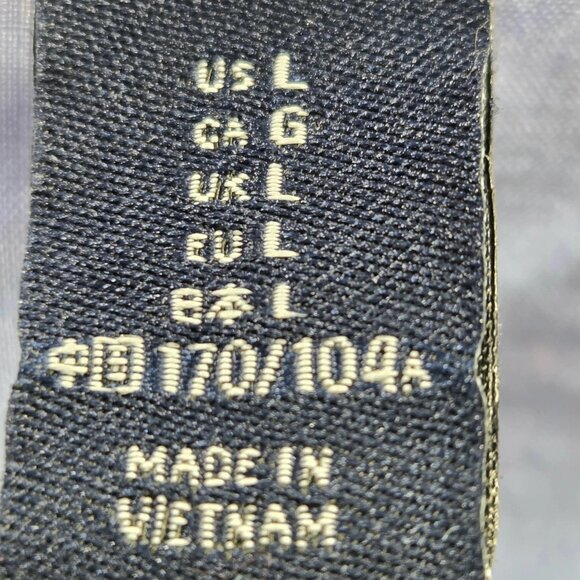 US L
CA G
UK L
EU L
日本 L
中国 170/104A
MADE IN
VIETNAM